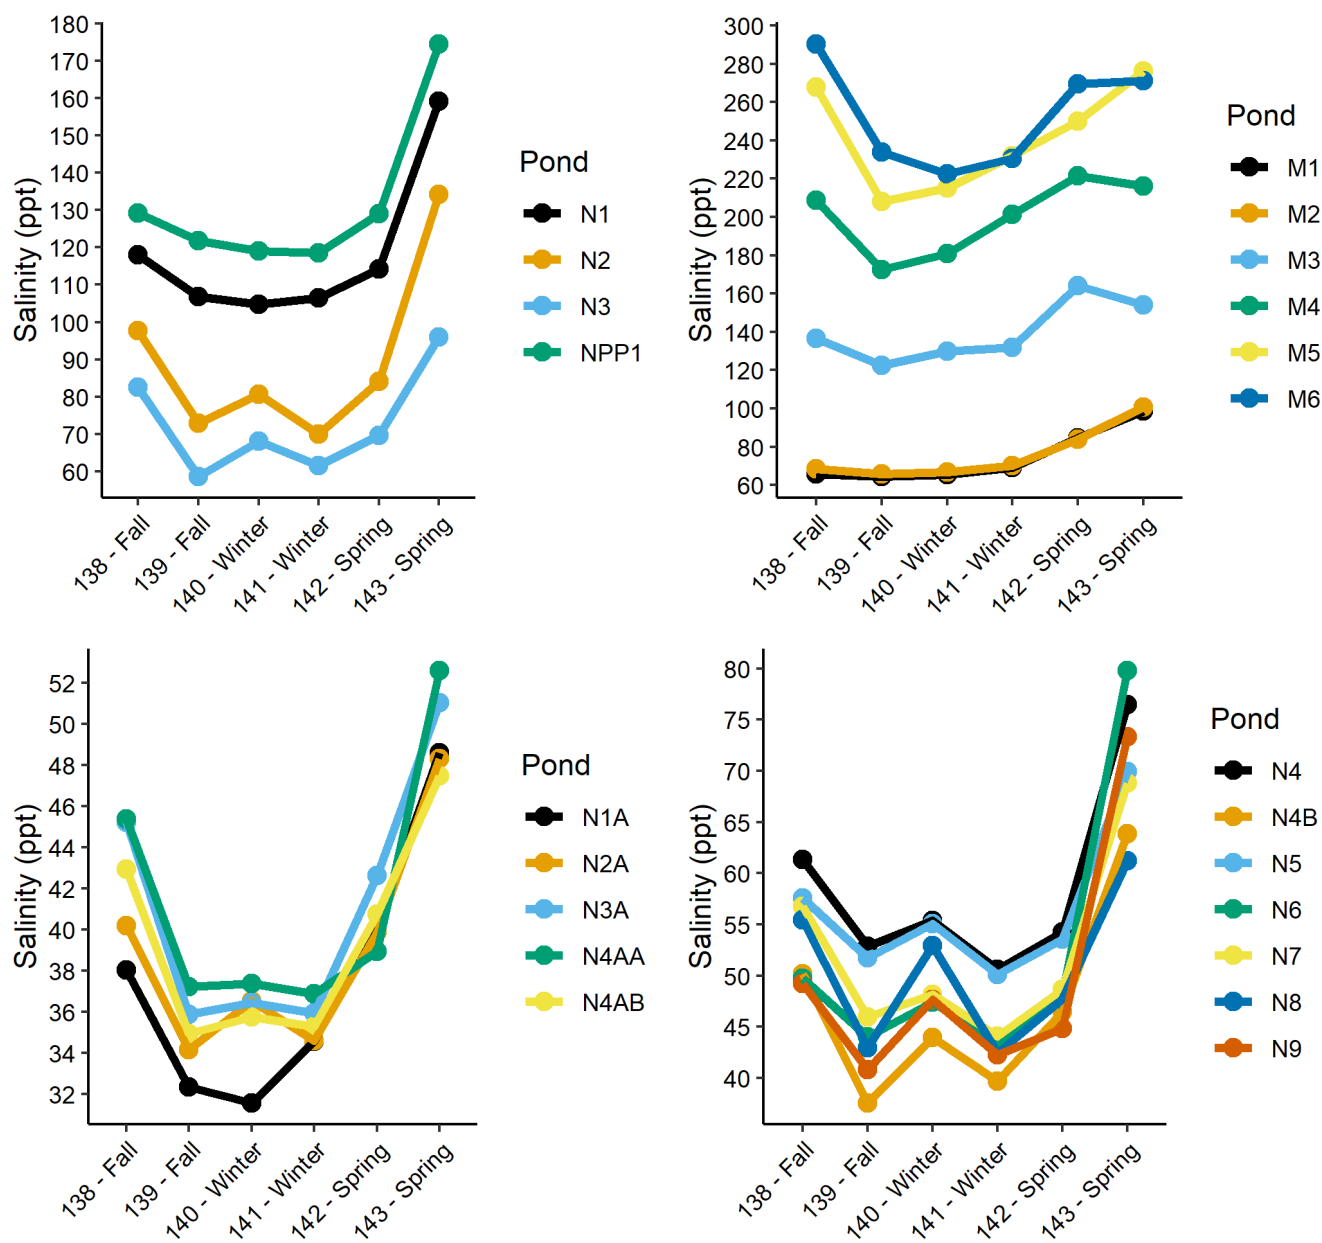 Salinity (ppt)
180
170
160
150
140
130
120
110
100
90
80
70
60
138 - Fall
139 - Fall
140 - Winter
141 - Winter
142 - Spring
143 - Spring
Pond
N1
N2
N3
NPP1
Salinity (ppt)
300
280
260
240
220
200
180
160
140
120
100
80
60
138 - Fall
139 - Fall
140 - Winter
141 - Winter
142 - Spring
143 - Spring
Pond
M1
M2
M3
M4
M5
M6
Salinity (ppt)
52
50
48
46
44
42
40
38
36
34
32
138 - Fall
139 - Fall
140 - Winter
141 - Winter
142 - Spring
143 - Spring
Pond
N1A
N2A
N3A
N4AA
N4AB
Salinity (ppt)
80
75
70
65
60
55
50
45
40
138 - Fall
139 - Fall
140 - Winter
141 - Winter
142 - Spring
143 - Spring
Pond
N4
N4B
N5
N6
N7
N8
N9